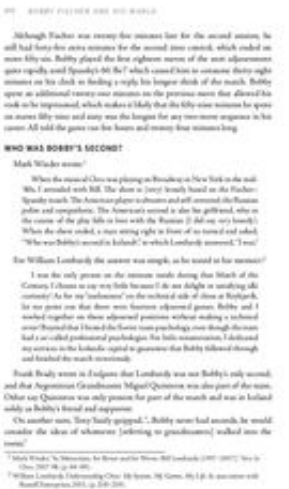 BOBBY FISCHER AND HIS WORLD
Although Fischer was twenty-five minutes late for the second session, he
still had forty-five extra minutes for the second time control, which ended on
move fifty-six. Bobby played the first eighteen moves of the next adjournment
quite rapidly until Spassky's which caused him to consume thirty-eight
minutes on his clock to finding a reply, his longest think of the match. Bobby
spent an additional twenty-one minutes on the previous move that allowed his
rook to be imprisoned, which makes it likely that the fifty-nine minutes he spent
on moves fifty-nine and sixty was the longest for any two-move sequence in his
career. All told the game ran five hours and twenty-four minutes long.
WHO WAS BOBBY'S SECOND?
Mark Wieder wrote:
When the musical Chess was playing on Broadway in New York in the mid-
'80s, I attended with Bill. The show is (very) loosely based on the Fischer–
Spassky match. The American player is abrasive and self-centered, the Russian
polite and sympathetic. The American's second is also his girlfriend, who in
the course of the play falls in love with the Russian (I did say very loosely).
When the show ended, a man sitting right in front of us turned and asked,
"Who was Bobby's second in Iceland?," to which Lombardy answered, "I was."
For William Lombardy the answer was simple, as he noted in his memoir:
I was the only person on the intimate inside during that Match of the
Century. I choose to say very little because I do not delight in satisfying idle
curiosity! As for my "usefulness" on the technical side of chess at Reykjavik,
let me point out that there were fourteen adjourned games. Bobby and I
worked together on those adjourned positions without making a technical
error! Beyond that I bested the Soviet team psychology, even though the team
had a so-called professional psychologist. For little remuneration, I dedicated
my services in the Icelandic capital to guarantee that Bobby followed through
and finished the match victoriously.
Frank Brady wrote in Endgame that Lombardy was not Bobby's only second,
and that Argentinian Grandmaster Miguel Quinteros was also part of the team.
Other say Quinteros was only present for part of the match and was in Iceland
solely as Bobby's friend and supporter.
On another note, Tony Saidy quipped, "...Bobby never had seconds, he would
consider the ideas of whomever [referring to grandmasters] walked into the
room."